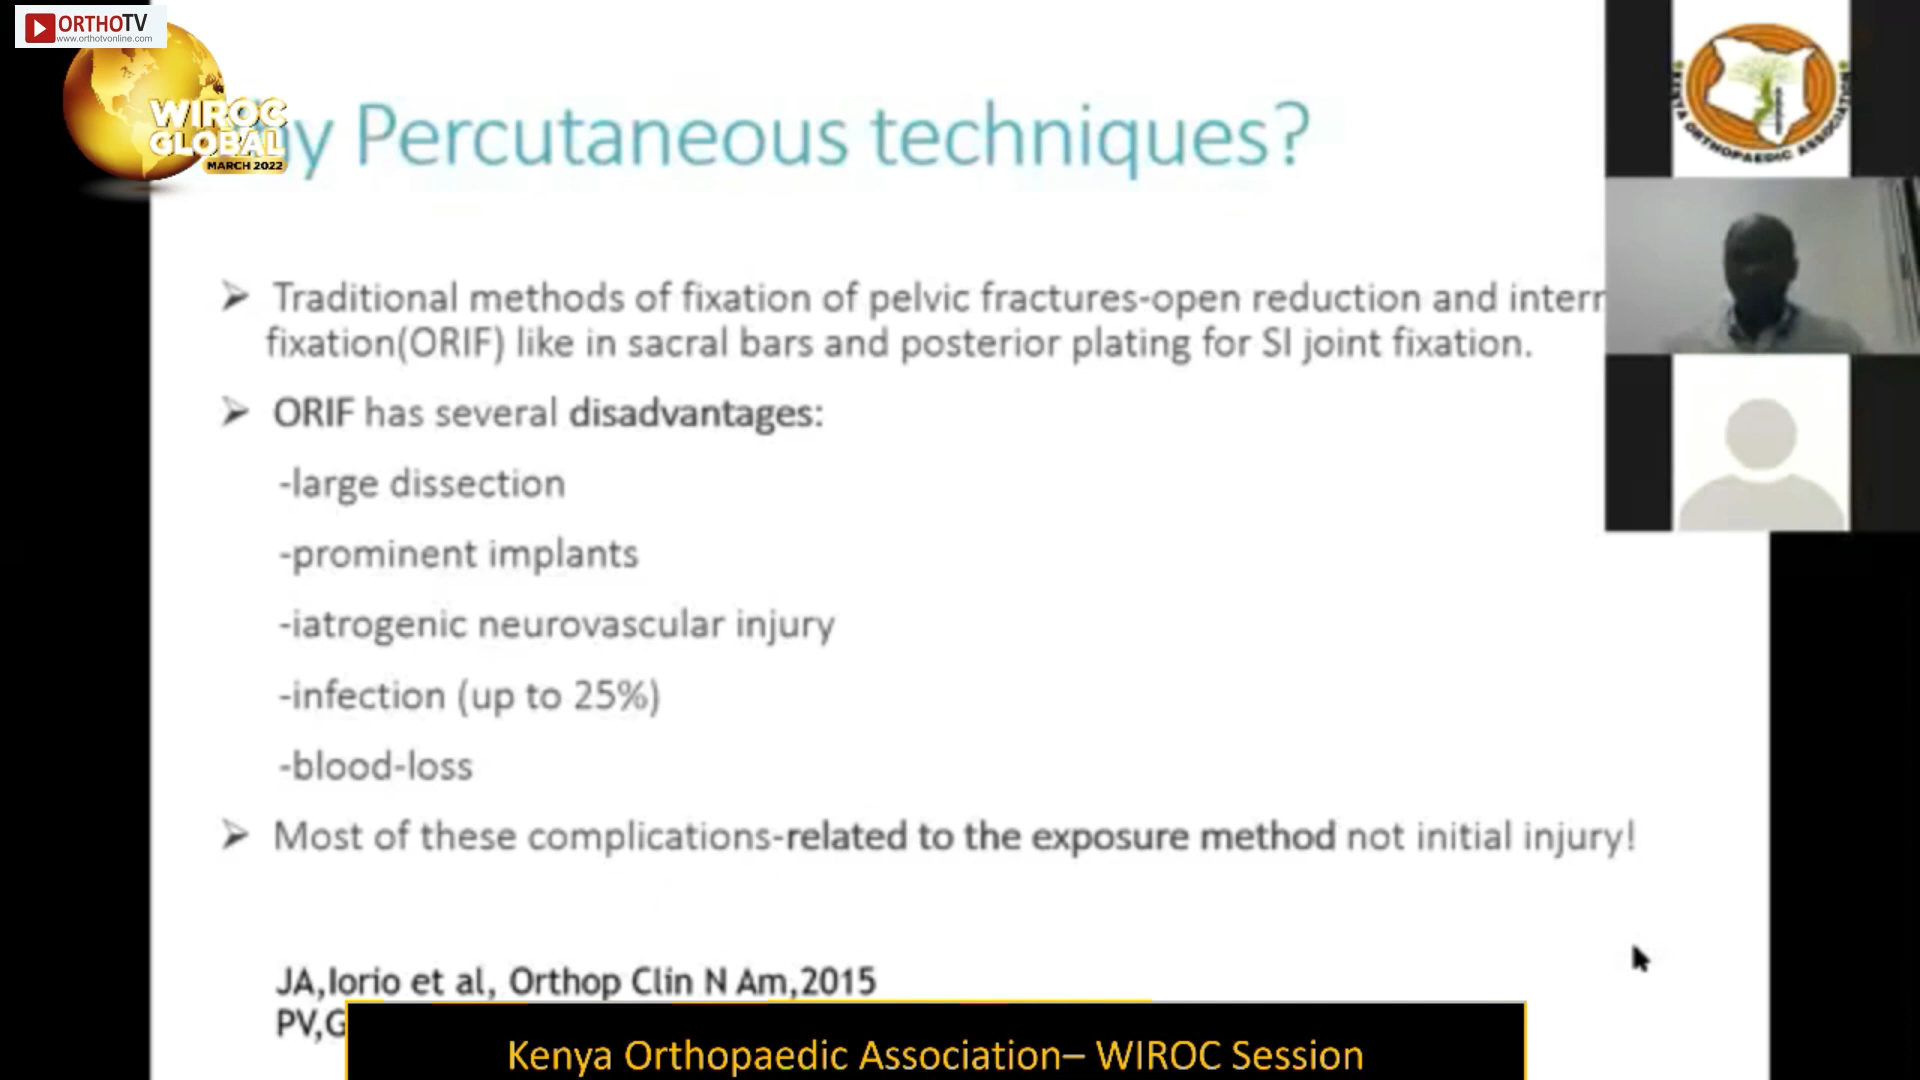 ORTHOTV
www.orthotvonline.com
WIROC
GLOBAL
MARCH 2022
Percutaneous techniques?
➢ Traditional methods of fixation of pelvic fractures-open reduction and
fixation(ORIF) like in sacral bars and posterior plating for SI joint fixation.
➢ ORIF has several disadvantages:
-large dissection
-prominent implants
-iatrogenic neurovascular injury
-infection (up to 25%)
-blood-loss
➢ Most of these complications-related to the exposure method not initial injury!
JA,Iorio et al, Orthop Clin N Am,2015
Kenya Orthopaedic Association– WIROC Session
KENYA ORTHOPAEDIC ASSOCIATION